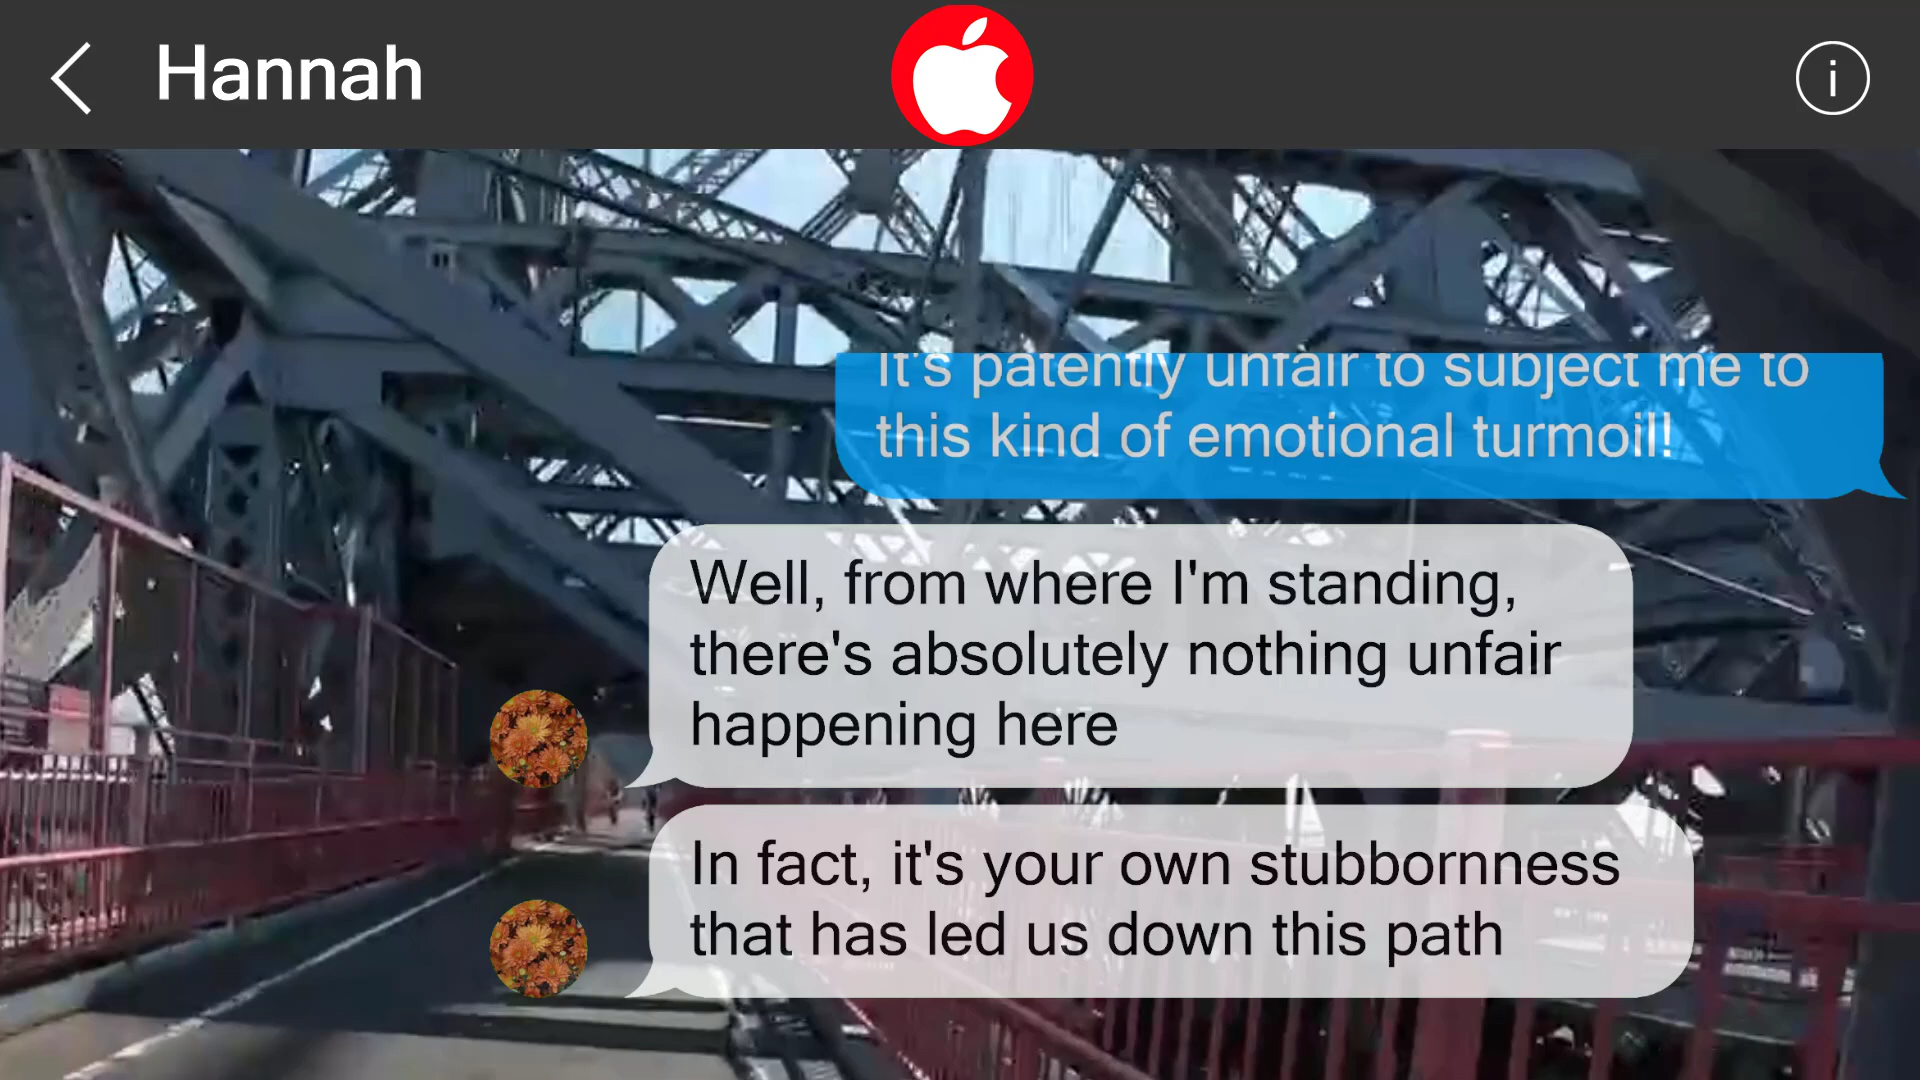 Hannah
It's patently unfair to subject me to
this kind of emotional turmoil!
Well, from where I'm standing,
there's absolutely nothing unfair
happening here
In fact, it's your own stubbornness
that has led us down this path